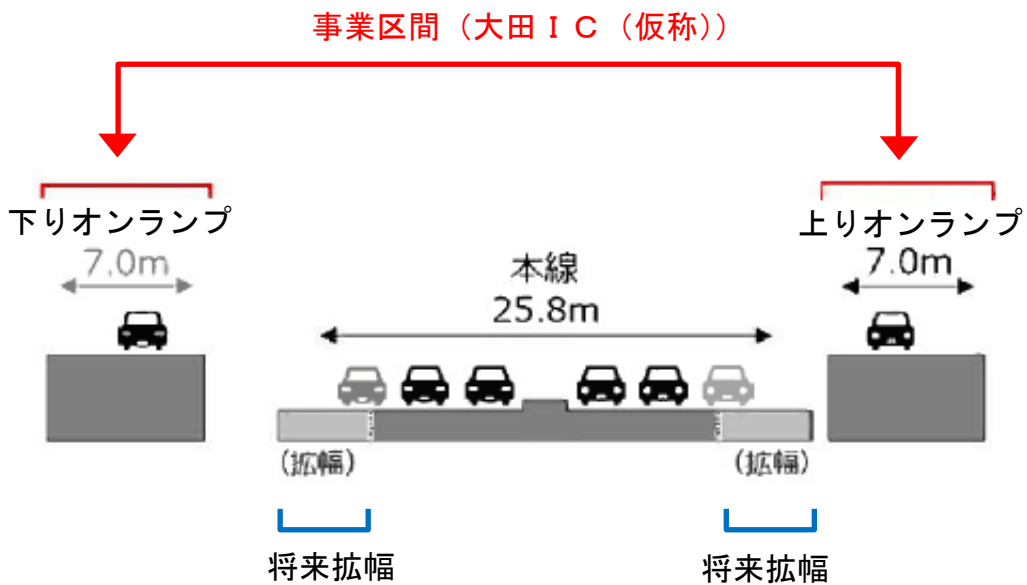 事業区間（大田ＩＣ（仮称））
下りオンランプ
7.0m
本線
25.8m
上りオンランプ
7.0m
(拡幅)
(拡幅)
将来拡幅
将来拡幅